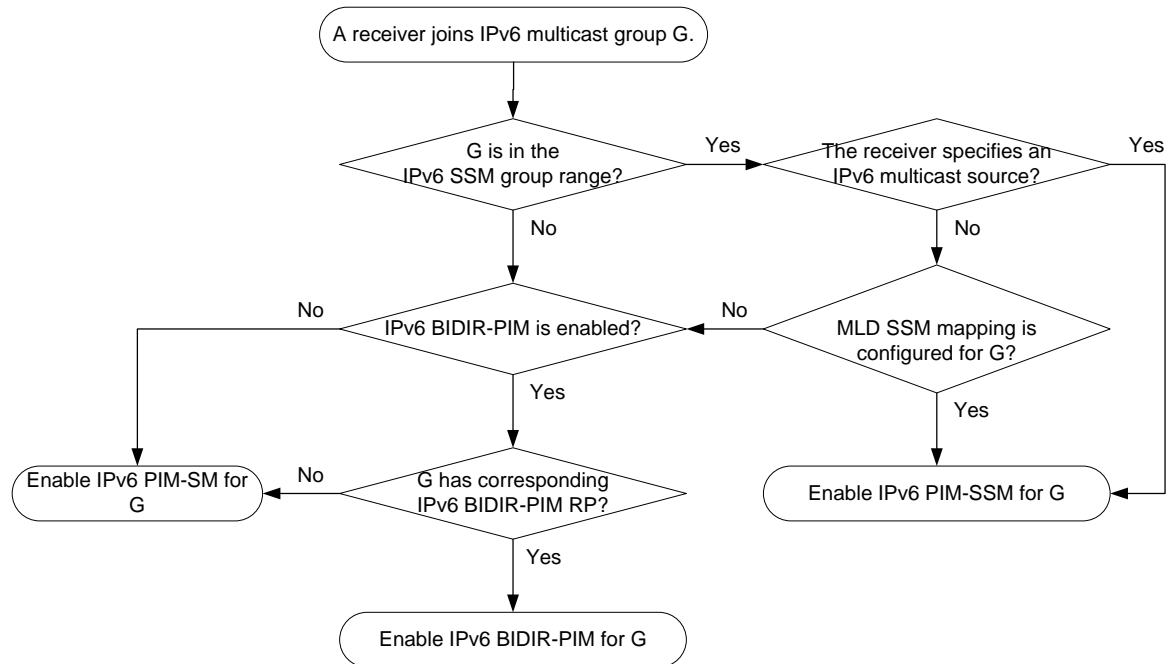 A receiver joins IPv6 multicast group G.
G is in the
IPv6 SSM group range?
Yes
The receiver specifies an
IPv6 multicast source?
Yes
No
No
No
IPv6 BIDIR-PIM is enabled?
No
MLD SSM mapping is
configured for G?
Yes
Yes
Enable IPv6 PIM-SM for
G
No
G has corresponding
IPv6 BIDIR-PIM RP?
Enable IPv6 PIM-SSM for G
Yes
Enable IPv6 BIDIR-PIM for G